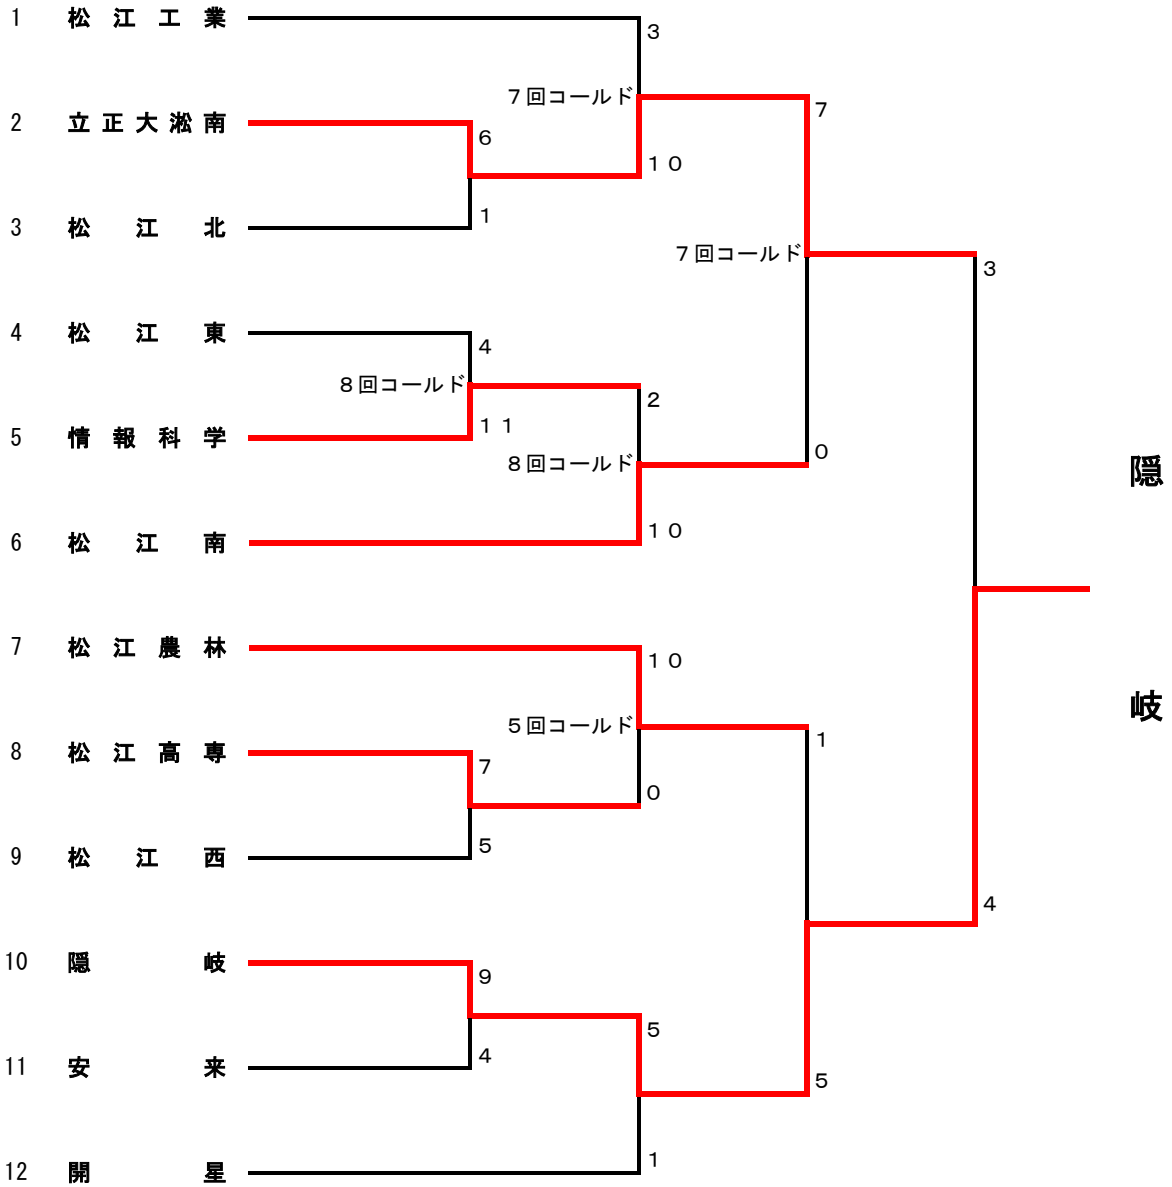 1 松江工業
3
7回コールド
7
2 立正大淞南
6
10
3 松江北
1
7回コールド
3
4 松江東
4
8回コールド
2
5 情報科学
11
8回コールド
0
隠
6 松江南
10
7 松江農林
10
5回コールド
1
岐
8 松江高専
7
0
9 松江西
5
4
10 隠岐
9
5
11 安来
4
5
12 開星
1